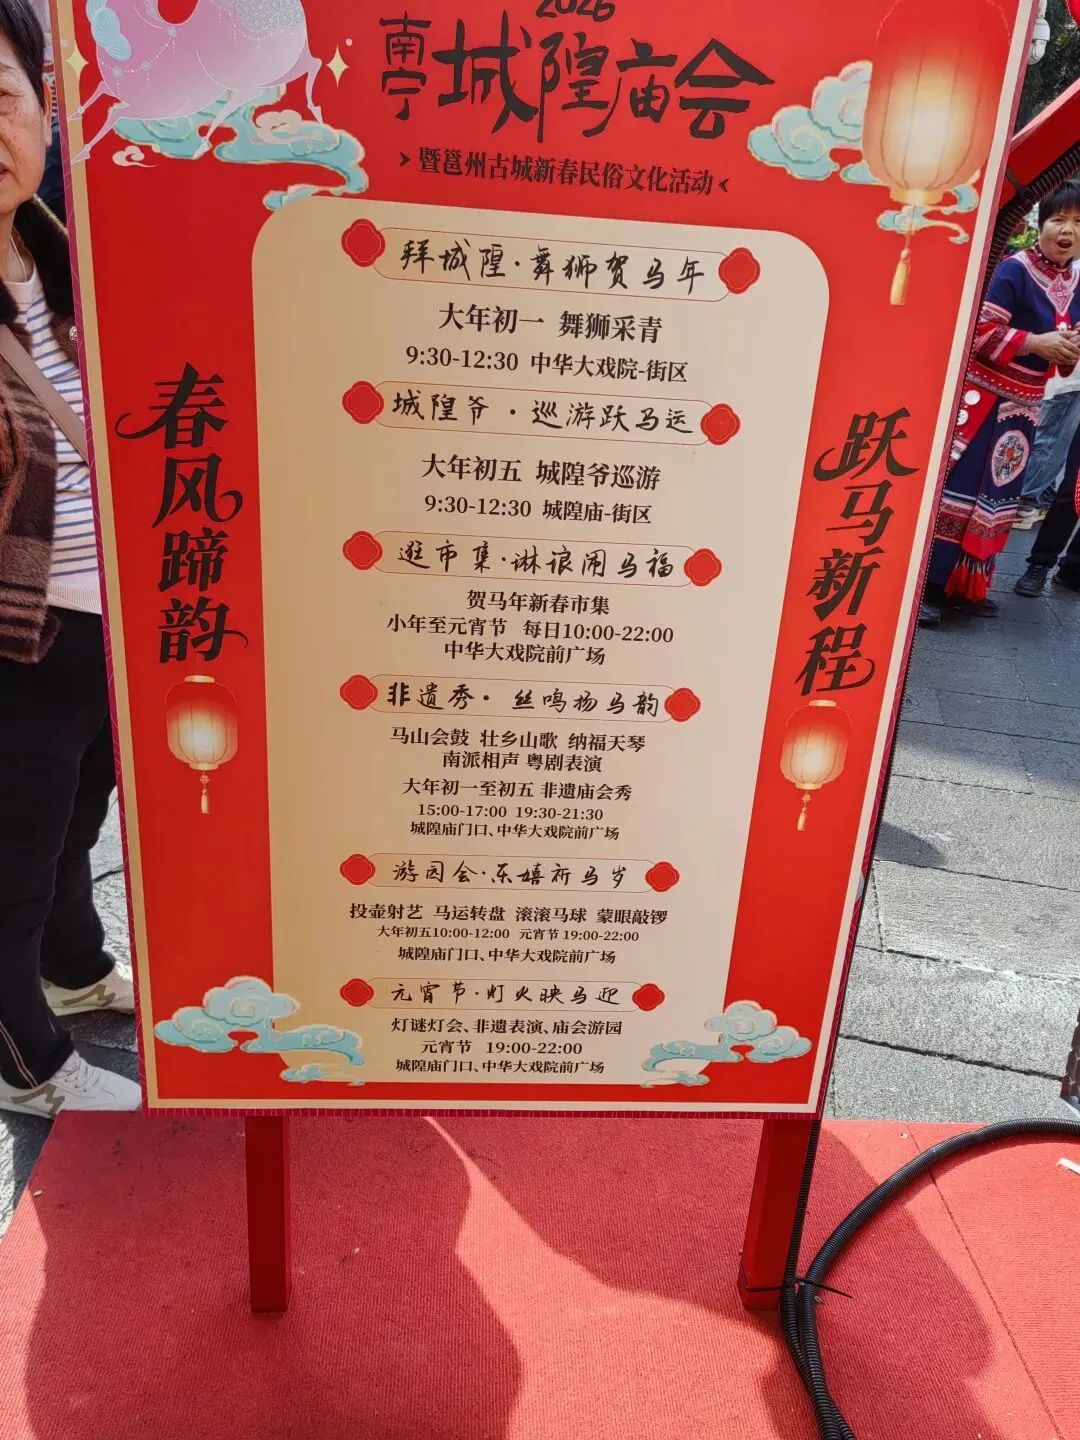 2026
南宁城隍庙会
暨邕州古城新春民俗文化活动
拜城隍·舞狮贺马年
大年初一 舞狮采青
9:30-12:30 中华大戏院-街区
城隍爷·巡游跃马运
大年初五 城隍爷巡游
9:30-12:30 城隍庙-街区
逛市集·淋琅闹马福
贺马年新春市集
小年至元宵节 每日10:00-22:00
中华大戏院前广场
非遗秀·丝鸣扬马韵
马山会鼓 壮乡山歌 纳福天琴
南派相声 粤剧表演
大年初一至初五 非遗庙会秀
15:00-17:00 19:30-21:30
城隍庙门口、中华大戏院前广场
游园会·乐嬉祈马岁
投壶射艺 马运转盘 滚滚马球 蒙眼敲锣
大年初五10:00-12:00 元宵节 19:00-22:00
城隍庙门口、中华大戏院前广场
元宵节·灯火映马迎
灯谜灯会、非遗表演、庙会游园
元宵节 19:00-22:00
城隍庙门口、中华大戏院前广场
春风蹄韵
跃马新程